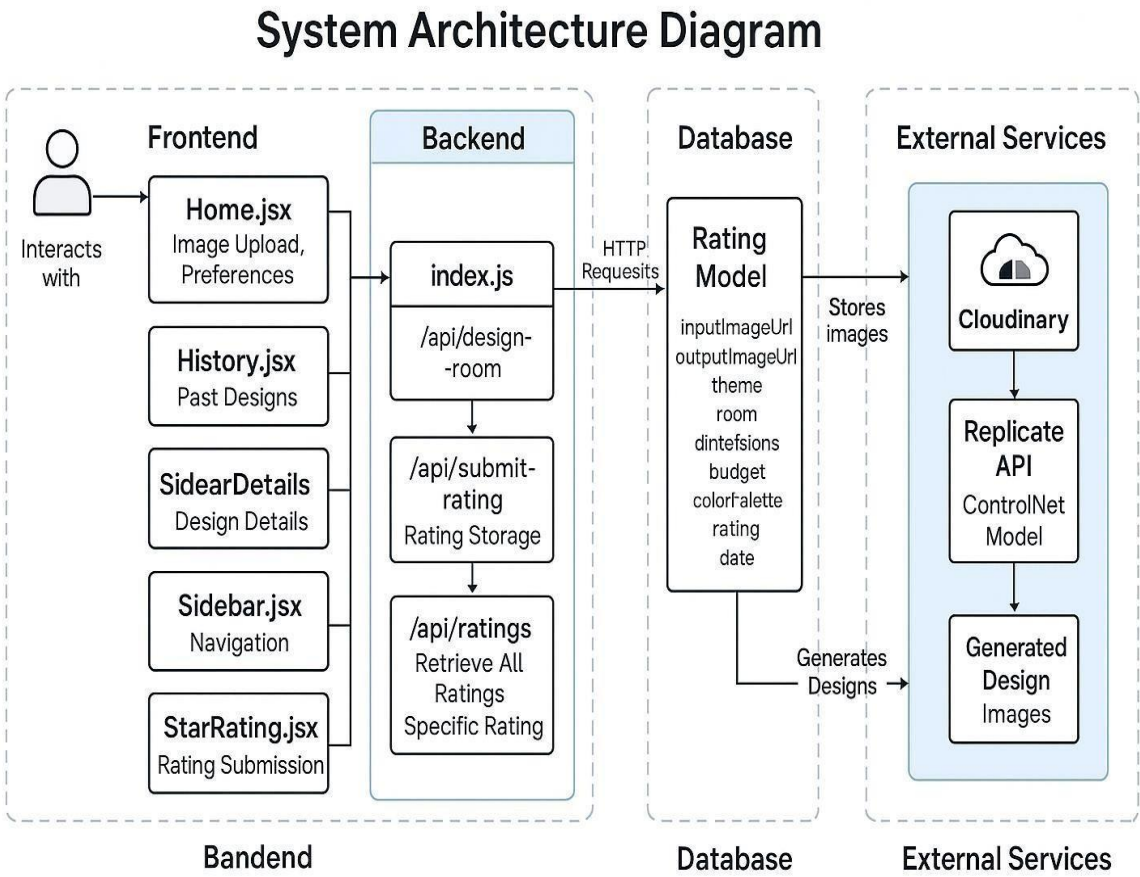 System Architecture Diagram
Interacts
with
Frontend
Home.jsx
Image Upload,
Preferences
History.jsx
Past Designs
SidearDetails
Design Details
Sidebar.jsx
Navigation
StarRating.jsx
Rating Submission
Backend
index.js
/api/design-
-room
/api/submit-
rating
Rating Storage
/api/ratings
Retrieve All
Ratings
Specific Rating
Bandend
HTTP
Requesits
Database
Rating
Model
inputImageUrl
outputImageUrl
theme
room
dintefsions
budget
colorFalette
rating
date
Database
Stores
images
Generates
Designs
External Services
Cloudinary
Replicate
API
ControlNet
Model
Generated
Design
Images
External Services